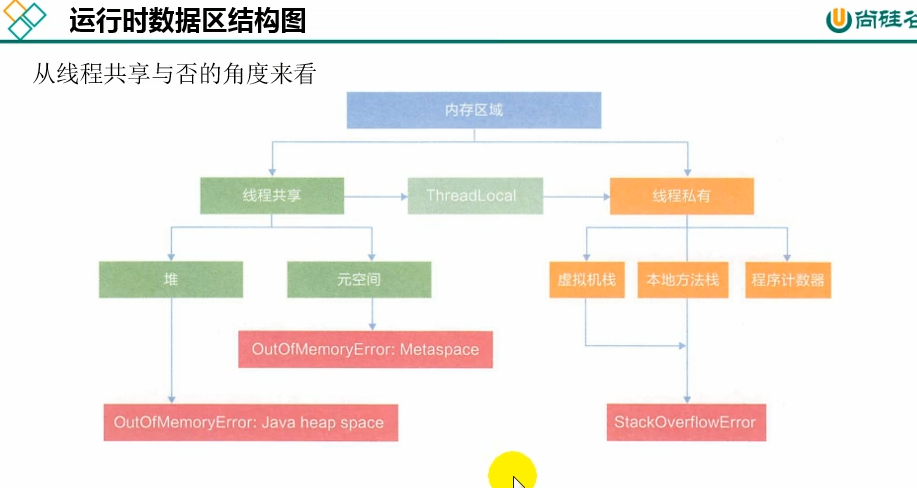 运行时数据区结构图
尚硅谷
从线程共享与否的角度来看
内存区域
线程共享
ThreadLocal
线程私有
堆
元空间
虚拟机栈
本地方法栈
程序计数器
OutOfMemoryError: Metaspace
OutOfMemoryError: Java heap space
StackOverflowError